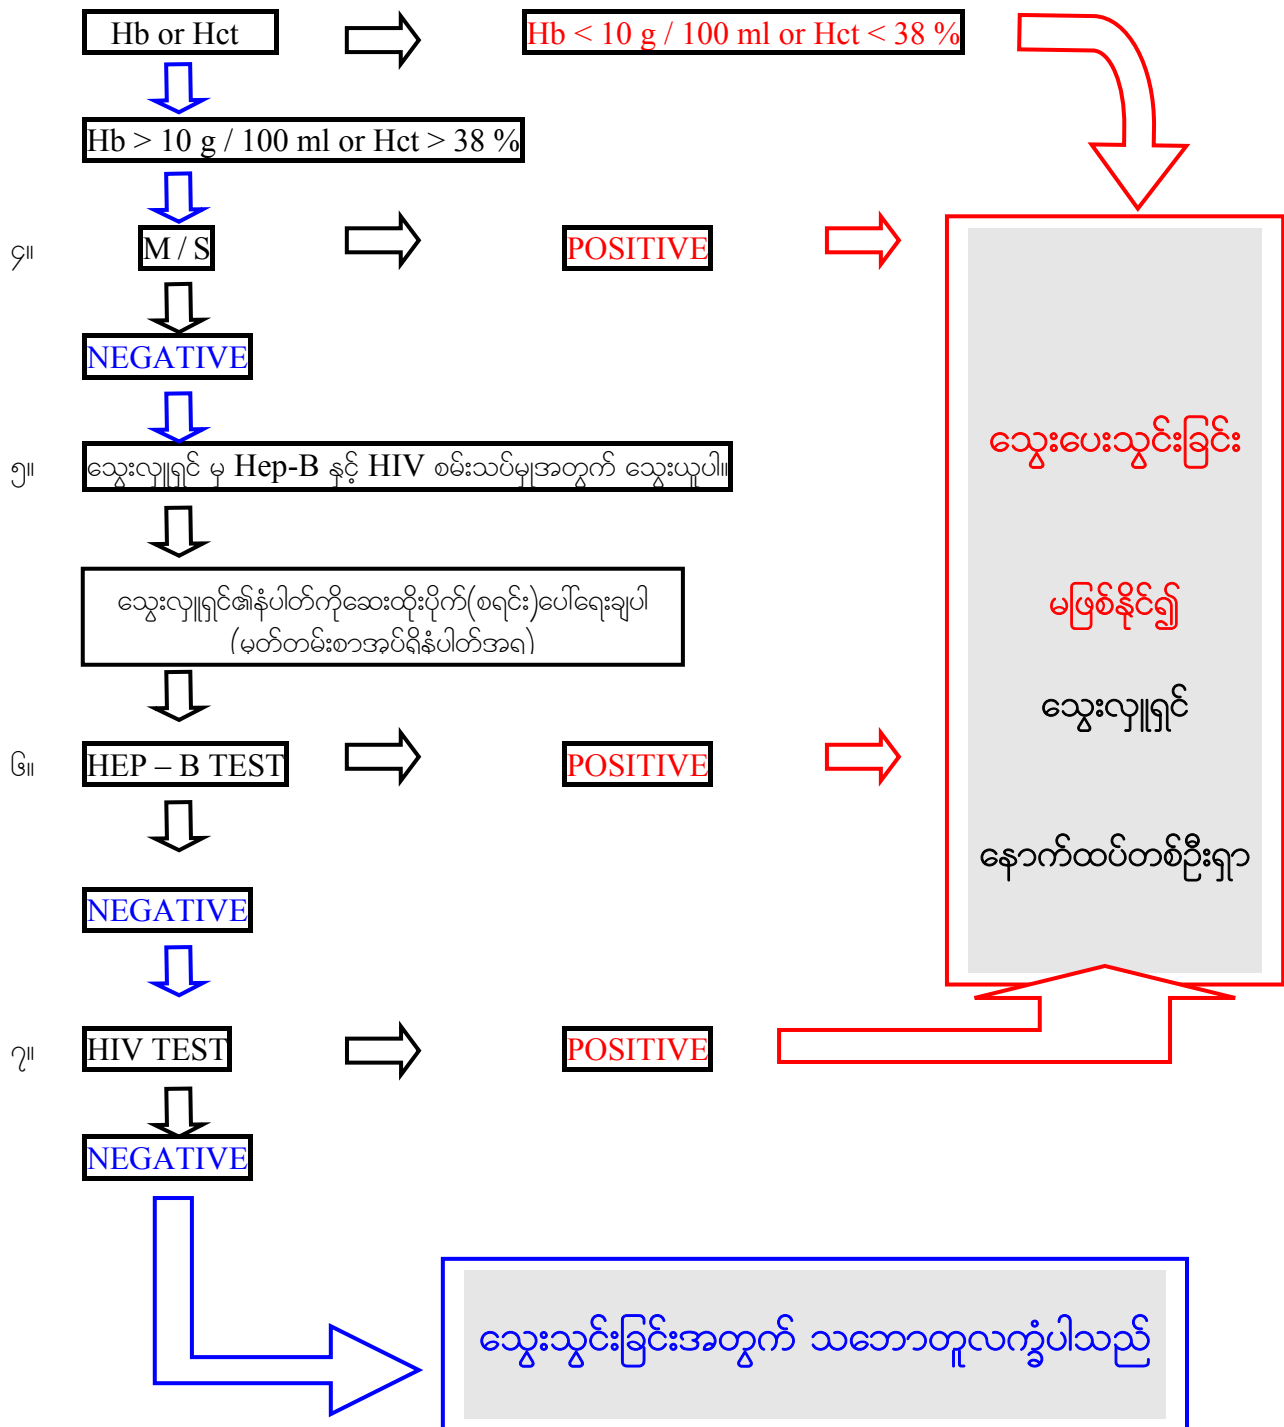 Hb or Hct
Hb < 10 g / 100 ml or Hct < 38 %
Hb > 10 g / 100 ml or Hct > 38 %
၄။
M / S
POSITIVE
NEGATIVE
၅။
သွေးလှူရှင် မှ Hep-B နှင့် HIV စမ်းသပ်မှုအတွက် သွေးယူပါ။
သွေးလှူရှင်၏နံပါတ်ကိုဆေးထိုးပိုက်(စရင်း)ပေါ်ရေးချပါ
(မှတ်တမ်းစာအုပ်ရှိနံပါတ်အရ)
၆။
HEP – B TEST
POSITIVE
NEGATIVE
၇။
HIV TEST
POSITIVE
NEGATIVE
သွေးပေးသွင်းခြင်း
မဖြစ်နိုင်၍
သွေးလှူရှင်
နောက်ထပ်တစ်ဦးရှာ
သွေးသွင်းခြင်းအတွက် သဘောတူလက္ခံပါသည်